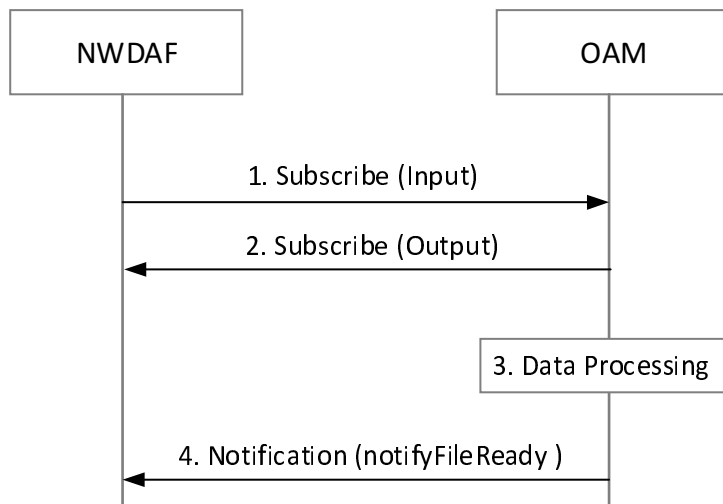 NWDAF
OAM
1. Subscribe (Input)
2. Subscribe (Output)
3. Data Processing
4. Notification (notifyFileReady )